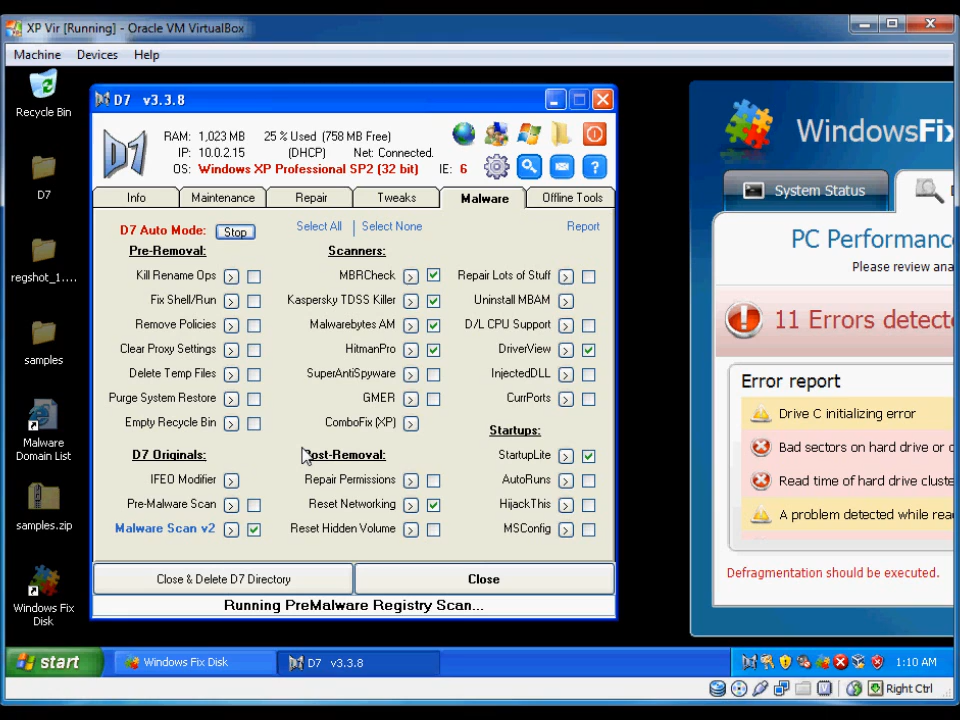 XP Vir [Running] - Oracle VM VirtualBox
Machine Devices Help
Recycle Bin
D7
regshot_1....
samples
Malware
Domain List
samples.zip
Windows Fix
Disk
D7 v3.3.8
RAM: 1,023 MB 25 % Used (758 MB Free)
IP: 10.0.2.15 (DHCP) Net: Connected.
OS: Windows XP Professional SP2 (32 bit) IE: 6
Info Maintenance Repair Tweaks Malware Offline Tools
D7 Auto Mode: Stop Select All | Select None Report
Pre-Removal: Scanners:
Kill Rename Ops > MBRCheck > Repair Lots of Stuff >
Fix Shell/Run > Kaspersky TDSS Killer > Uninstall MBAM >
Remove Policies > Malwarebytes AM > D/L CPU Support >
Clear Proxy Settings > HitmanPro > DriverView >
Delete Temp Files > SuperAntiSpyware > InjectedDLL >
Purge System Restore > GMER > CurrPorts >
Empty Recycle Bin > ComboFix (XP) >
Startups:
D7 Originals: Post-Removal: StartupLite >
IFEO Modifier > Repair Permissions > AutoRuns >
Pre-Malware Scan > Reset Networking > HijackThis >
Malware Scan v2 > Reset Hidden Volume > MSConfig >
Close & Delete D7 Directory Close
Running PreMalware Registry Scan...
WindowsFix
System Status
PC Performanc
Please review ana
11 Errors detecte
Error report
Drive C initializing error
Bad sectors on hard drive or c
Read time of hard drive cluste
A problem detected while rea
Defragmentation should be executed.
start Windows Fix Disk D7 v3.3.8 1:10 AM
Right Ctrl